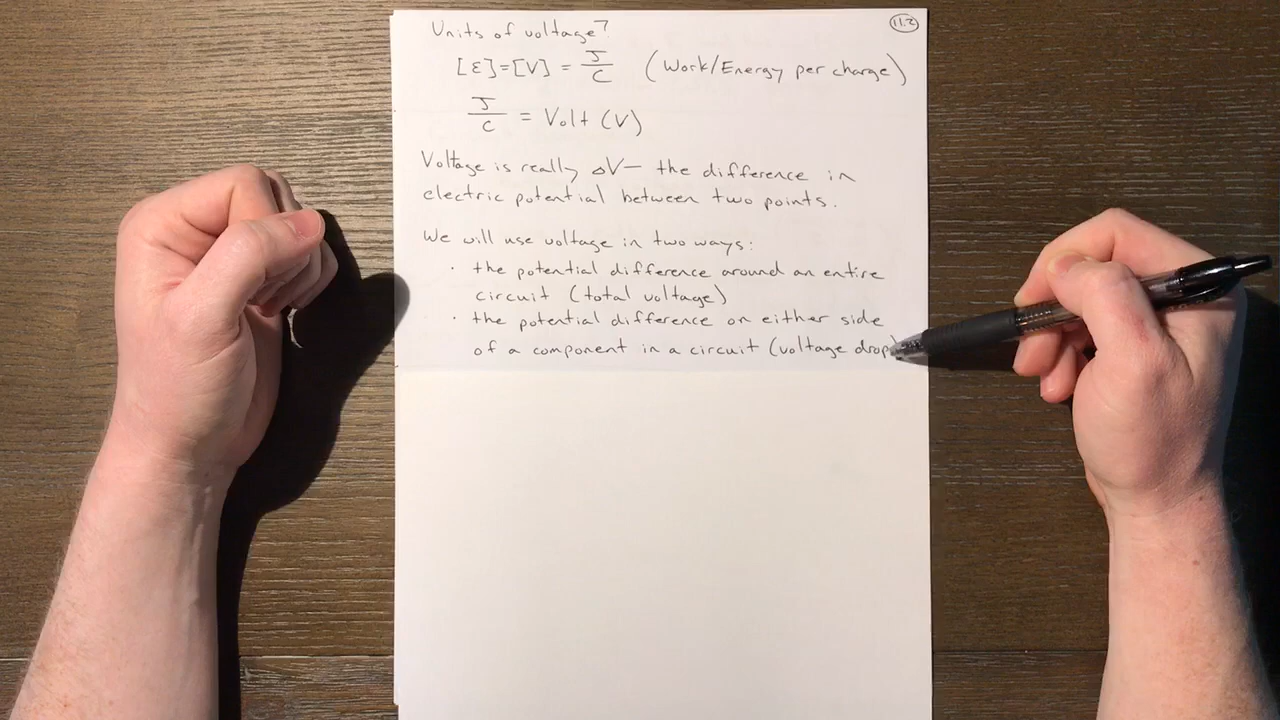 Units of voltage?
11.2
[ε]=[V] = J/C (Work/Energy per charge)
J/C = Volt (V)
Voltage is really ΔV— the difference in
electric potential between two points.
We will use voltage in two ways:
· the potential difference around an entire
circuit (total voltage)
· the potential difference on either side
of a component in a circuit (voltage drop)